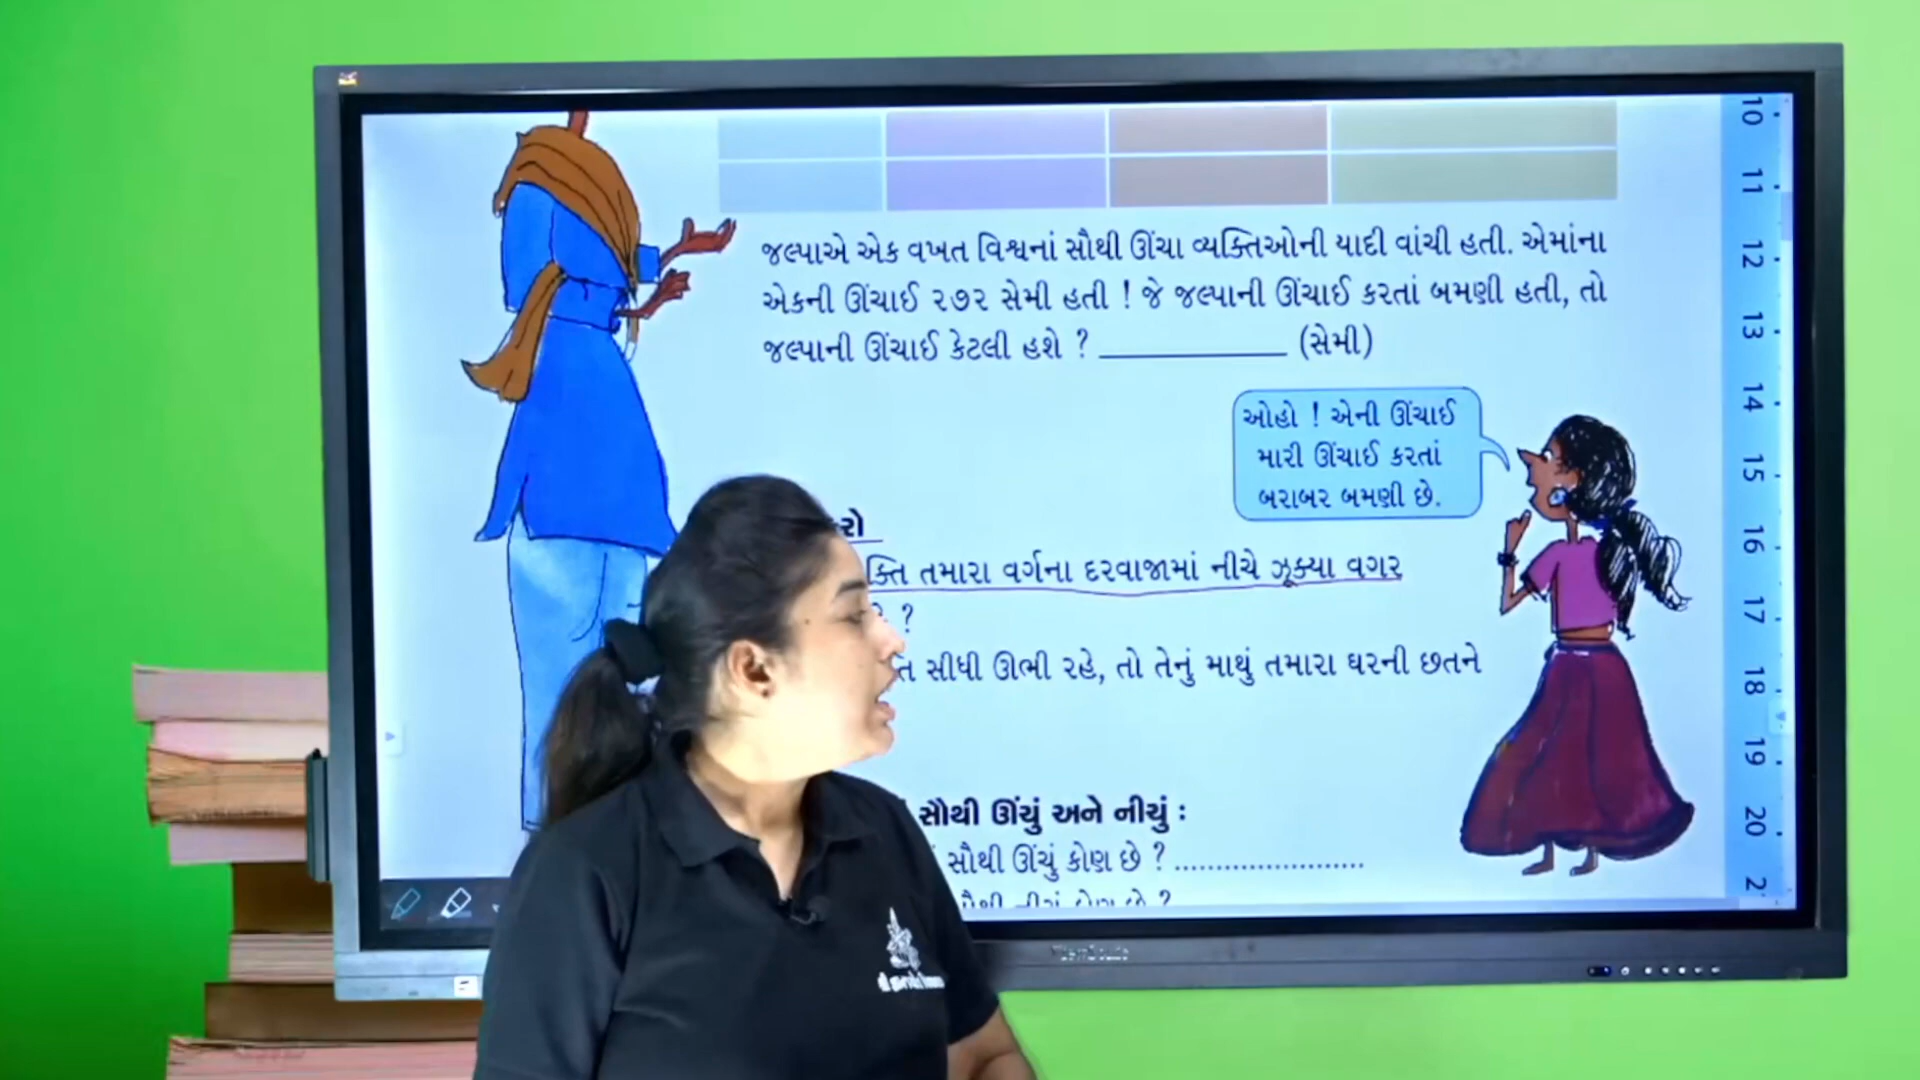 જલ્પાએ એક વખત વિશ્વનાં સૌથી ઊંચા વ્યક્તિઓની યાદી વાંચી હતી. એમાંના
એકની ઊંચાઈ ૨૭૨ સેમી હતી ! જે જલ્પાની ઊંચાઈ કરતાં બમણી હતી, તો
જલ્પાની ઊંચાઈ કેટલી હશે ? ____________ (સેમી)
ઓહો ! એની ઊંચાઈ
મારી ઊંચાઈ કરતાં
બરાબર બમણી છે.
તમારા વર્ગના દરવાજામાં નીચે ઝૂક્યા વગર
?
સીધી ઊભી રહે, તો તેનું માથું તમારા ઘરની છતને
સૌથી ઊંચું અને નીચું :
સૌથી ઊંચું કોણ છે ? ......................
10
11
12
13
14
15
16
17
18
19
20
2